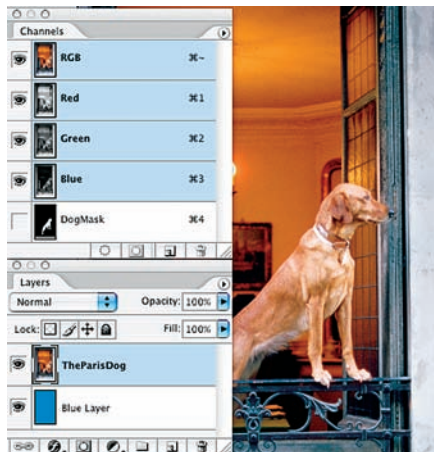 Channels
RGB ⌘~
Red ⌘1
Green ⌘2
Blue ⌘3
DogMask ⌘4
Layers
Normal Opacity: 100%
Lock: Fill: 100%
TheParisDog
Blue Layer